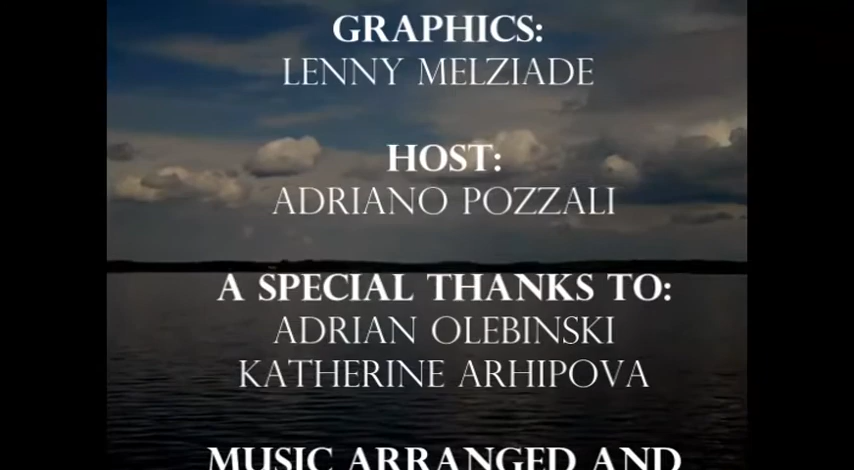 GRAPHICS:
LENNY MELZIADE
HOST:
ADRIANO POZZALI
A SPECIAL THANKS TO:
ADRIAN OLEBINSKI
KATHERINE ARHIPOVA
MUSIC ARRANGED AND